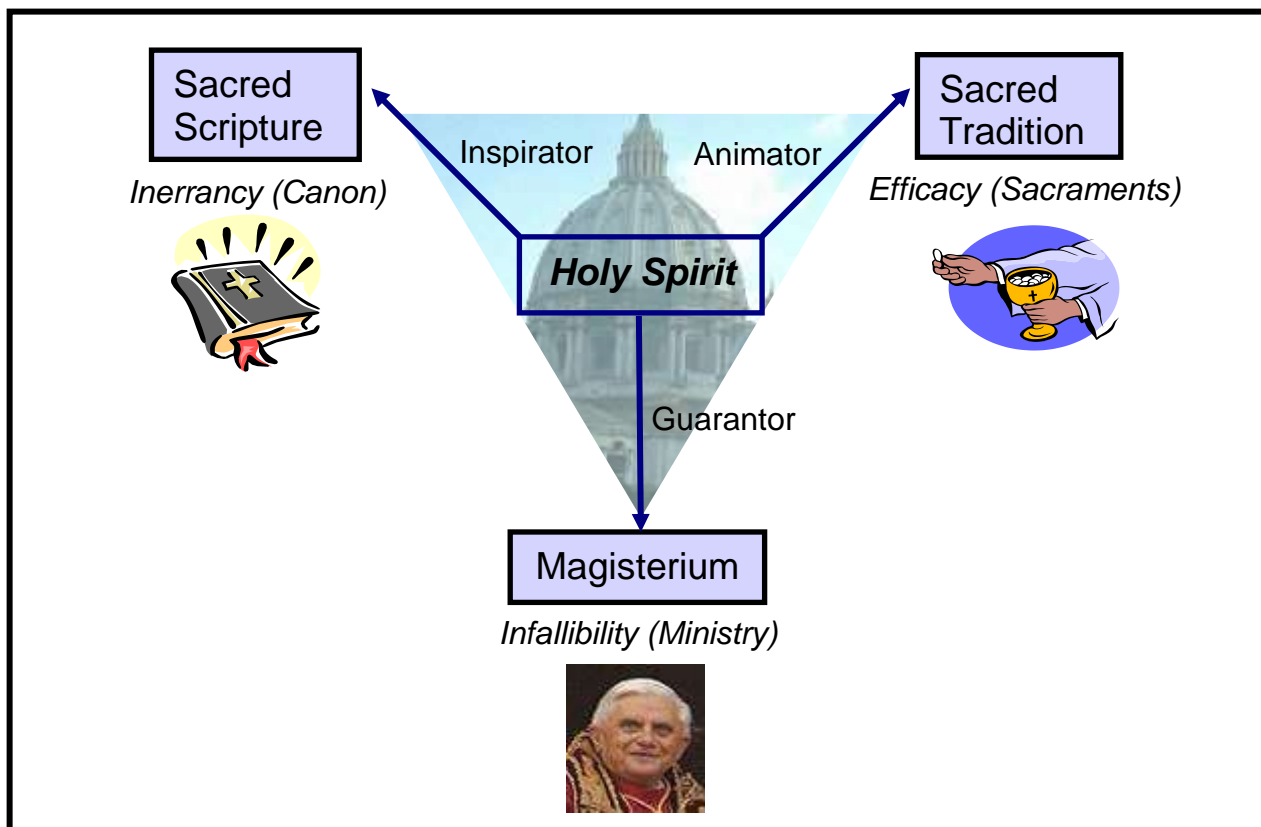 Sacred
Scripture
Inerrancy (Canon)
Inspirator
Animator
Sacred
Tradition
Efficacy (Sacraments)
Holy Spirit
Guarantor
Magisterium
Infallibility (Ministry)